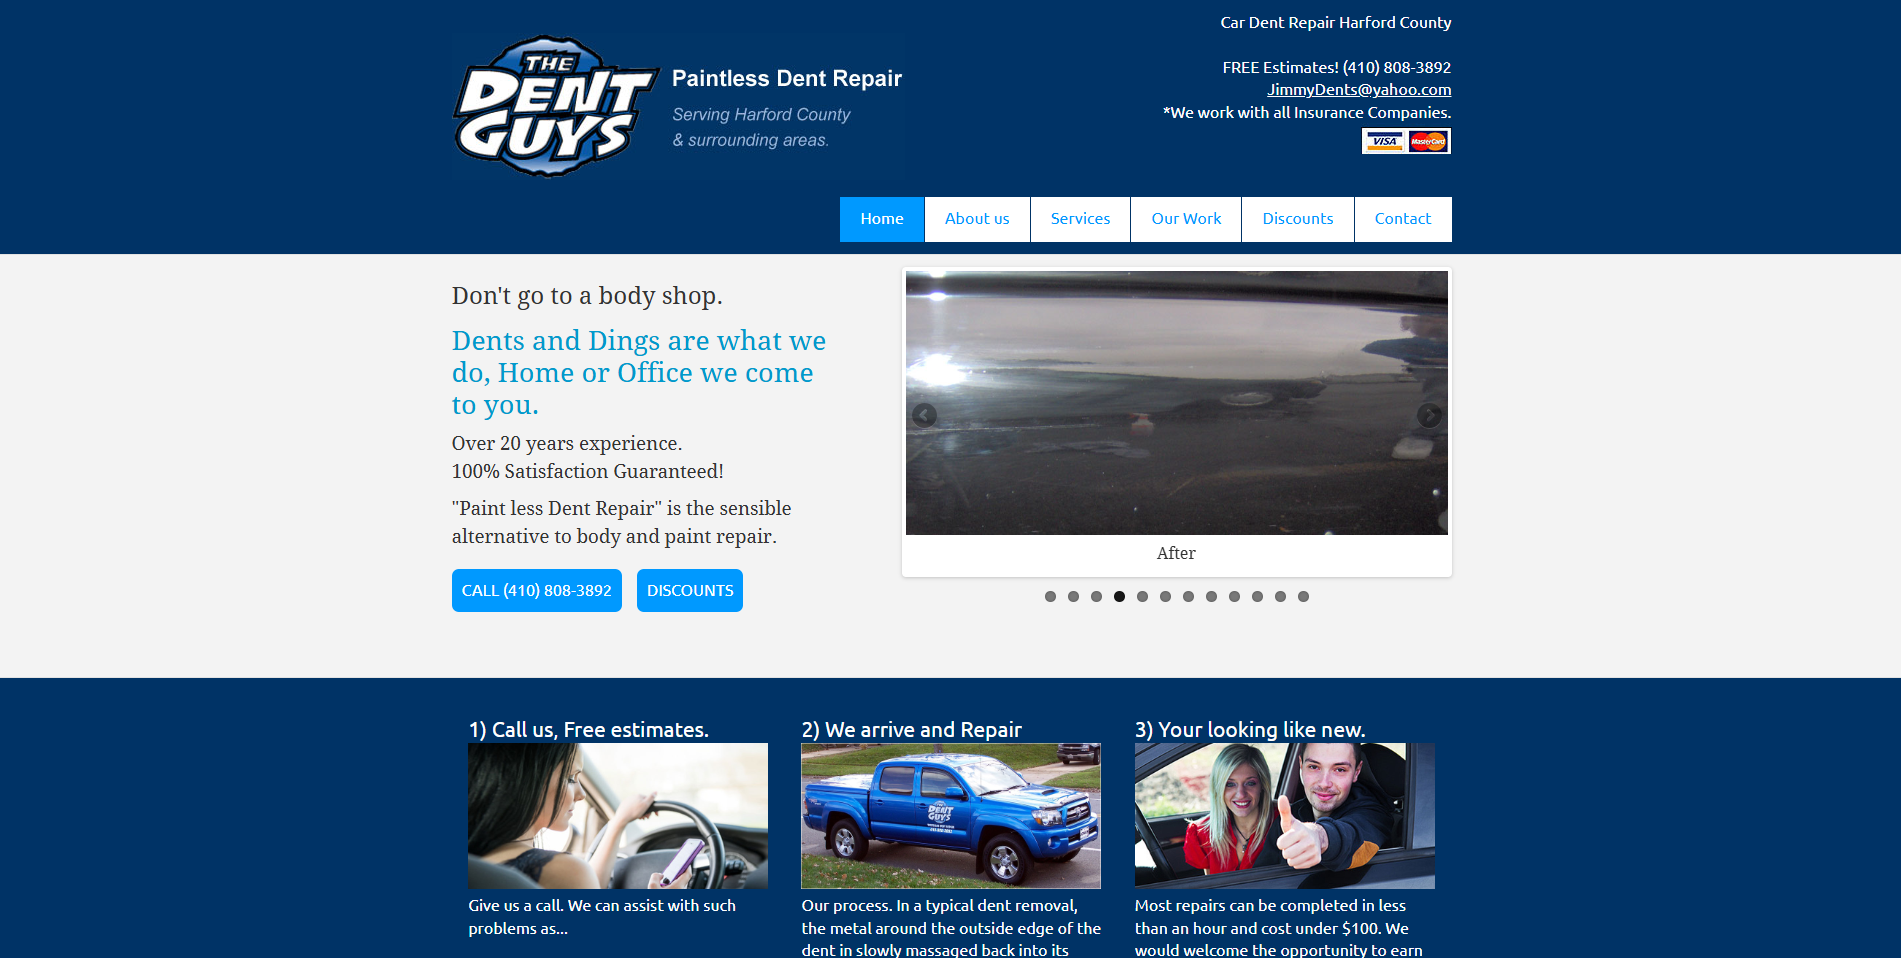 Car Dent Repair Harford County
THE
DENT
GUYS
Paintless Dent Repair
Serving Harford County
& surrounding areas.
FREE Estimates! (410) 808-3892
JimmyDents@yahoo.com
*We work with all Insurance Companies.
VISA MasterCard
Home About us Services Our Work Discounts Contact
Don't go to a body shop.
Dents and Dings are what we
do, Home or Office we come
to you.
Over 20 years experience.
100% Satisfaction Guaranteed!
"Paint less Dent Repair" is the sensible
alternative to body and paint repair.
CALL (410) 808-3892 DISCOUNTS
After
1) Call us, Free estimates.
Give us a call. We can assist with such
problems as...
2) We arrive and Repair
DENT
GUYS
Our process. In a typical dent removal,
the metal around the outside edge of the
dent in slowly massaged back into its
3) Your looking like new.
Most repairs can be completed in less
than an hour and cost under $100. We
would welcome the opportunity to earn